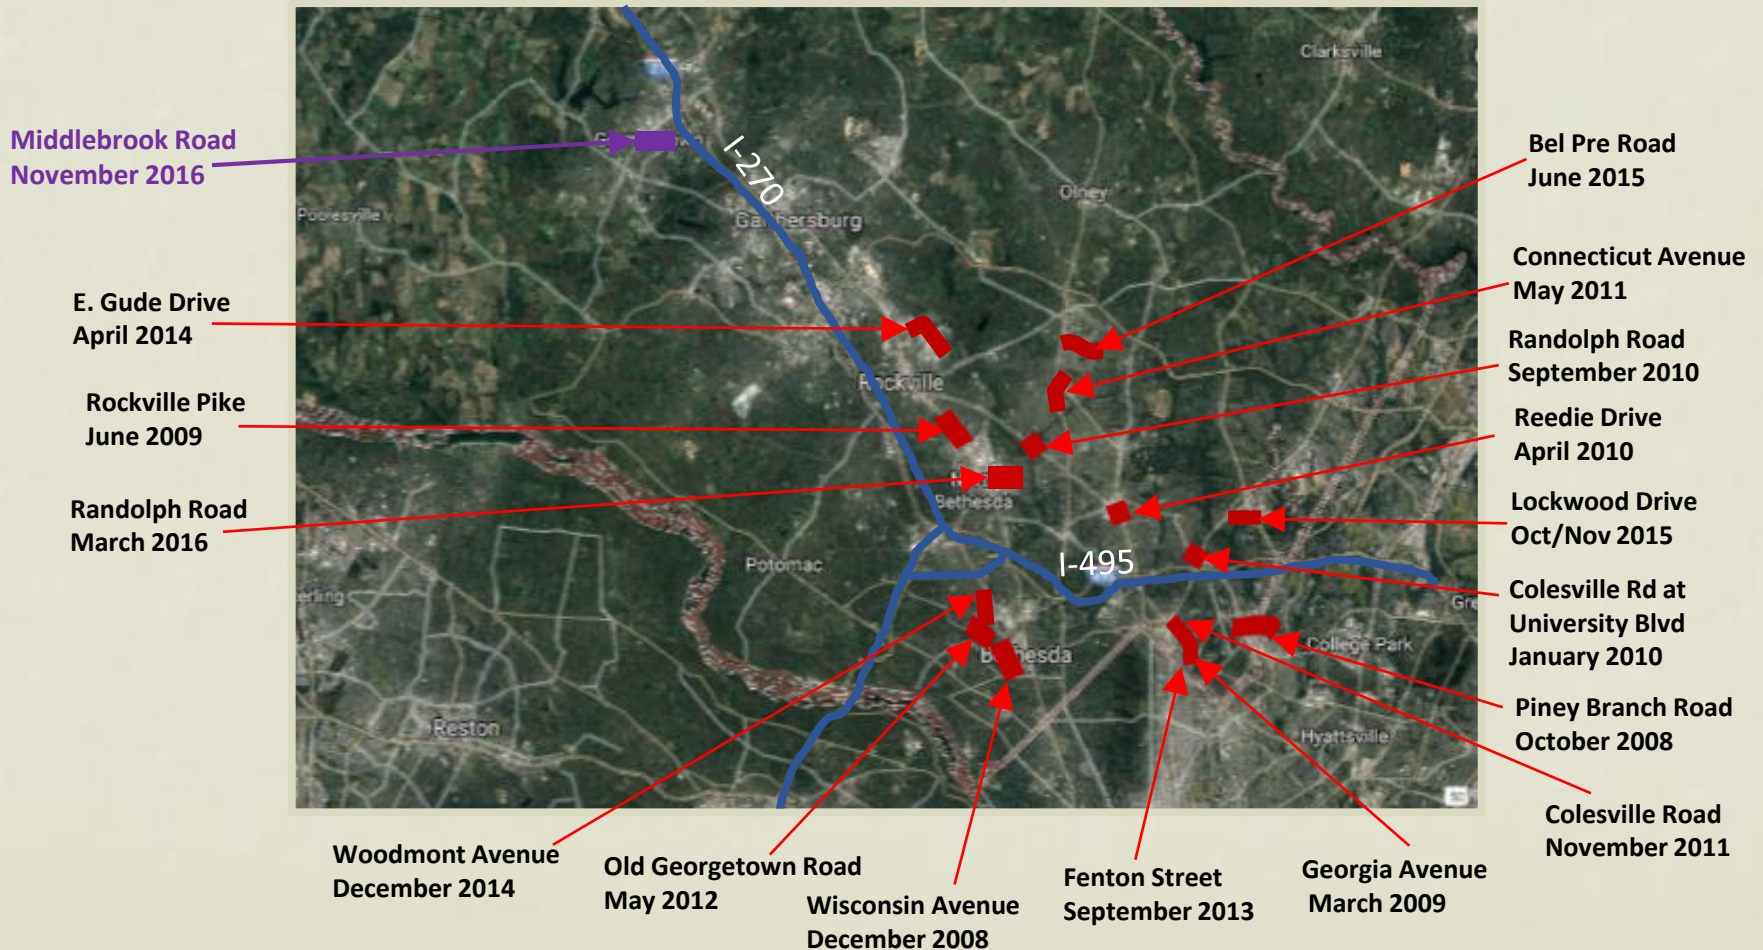 Clarksville
Middlebrook Road
November 2016
I-270
Bel Pre Road
June 2015
Olney
Poolesville
Gaithersburg
Connecticut Avenue
May 2011
E. Gude Drive
April 2014
Randolph Road
September 2010
Rockville
Rockville Pike
June 2009
Reedie Drive
April 2010
Bethesda
Randolph Road
March 2016
Lockwood Drive
Oct/Nov 2015
I-495
Potomac
Colesville Rd at
University Blvd
January 2010
erling
Gre
College Park
Bethesda
Piney Branch Road
October 2008
Reston
Hyattsville
Colesville Road
November 2011
Woodmont Avenue
December 2014
Old Georgetown Road
May 2012
Wisconsin Avenue
December 2008
Fenton Street
September 2013
Georgia Avenue
March 2009